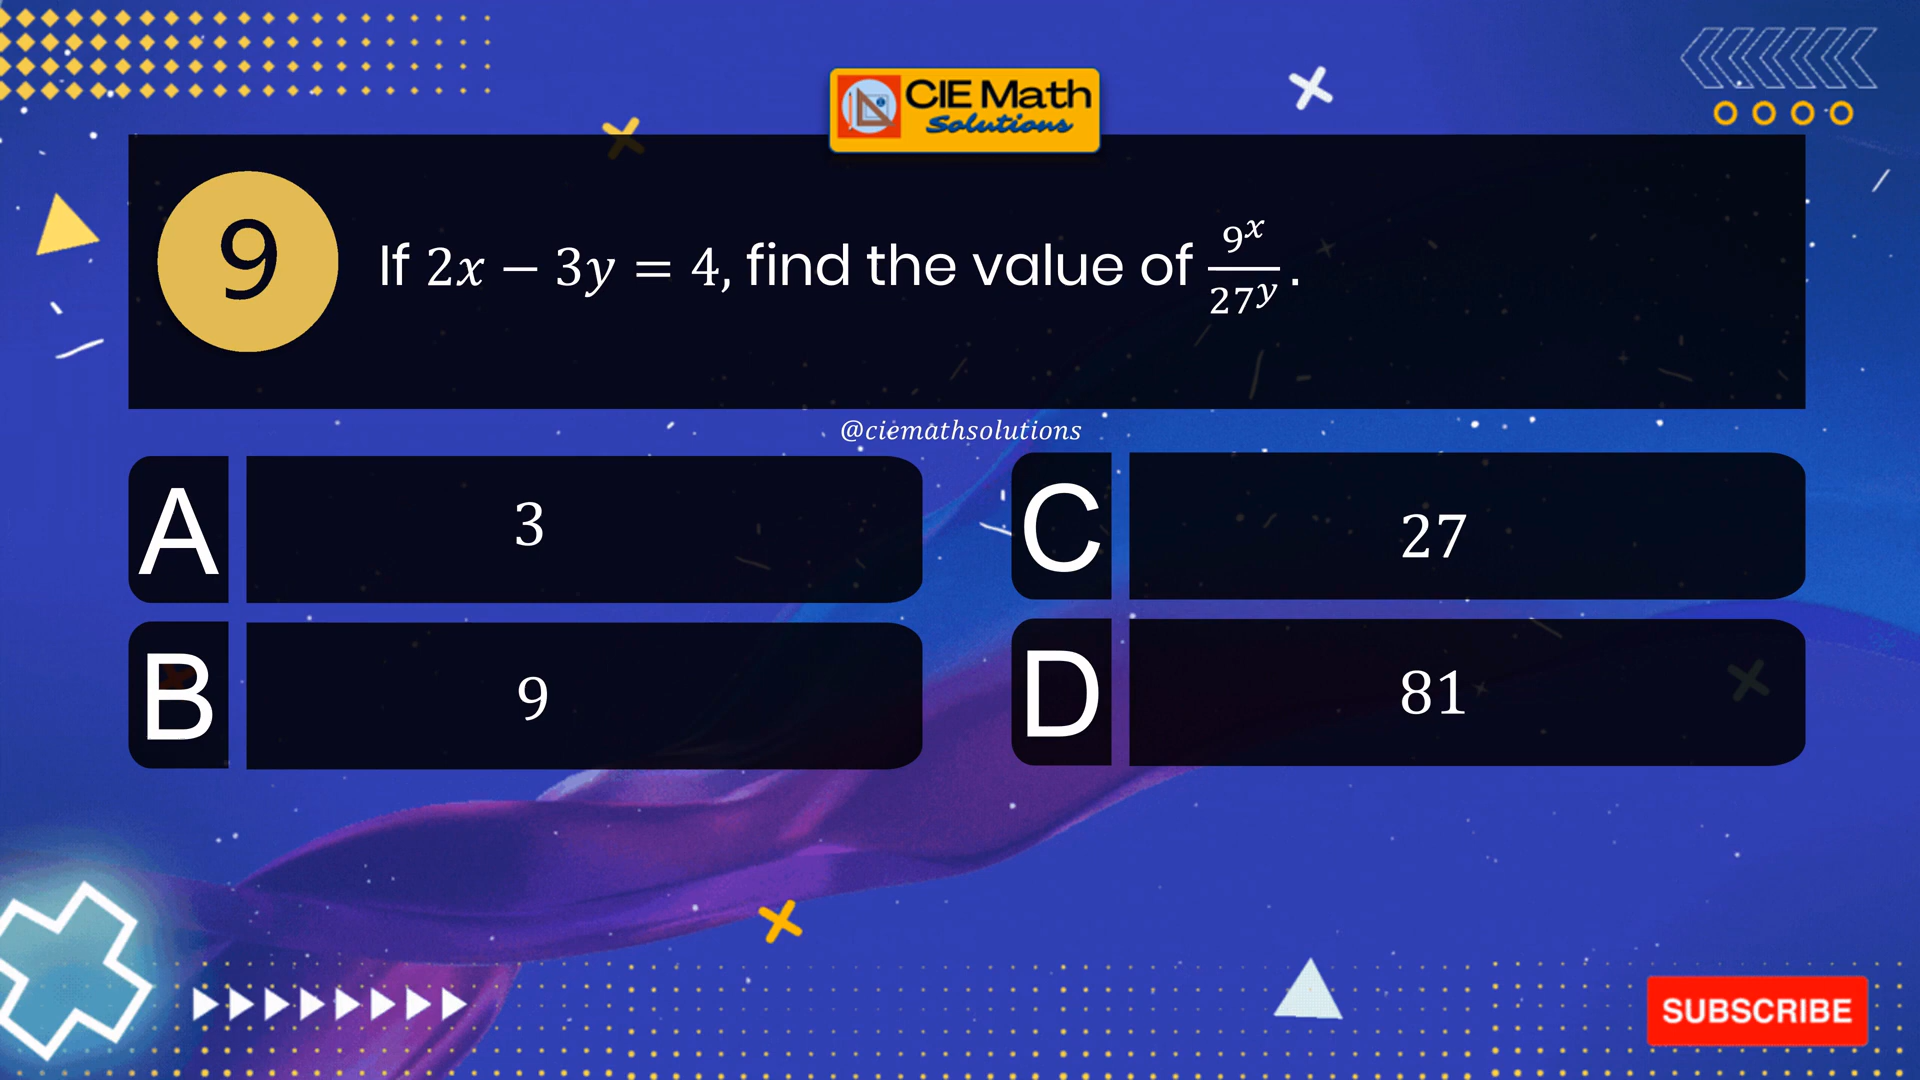 CIE Math
Solutions
9
If 2x − 3y = 4, find the value of 9^x/27^y.
@ciemathsolutions
A
3
C
27
B
9
D
81
SUBSCRIBE